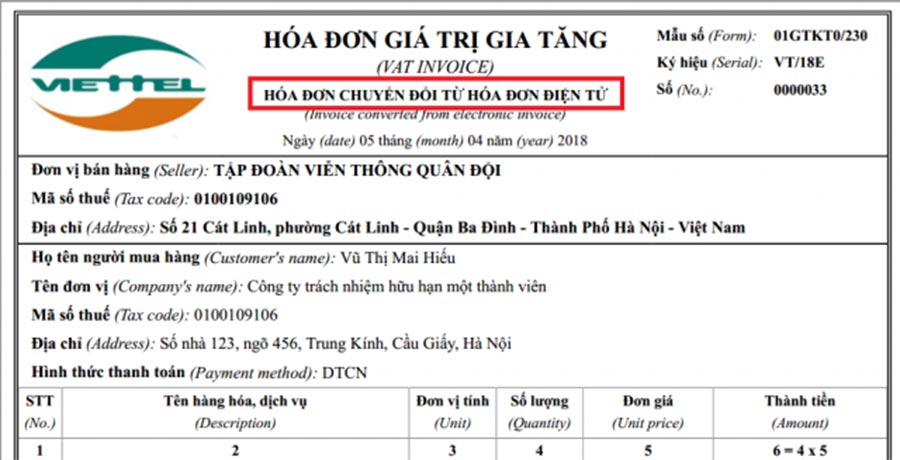 VIETTEL
HÓA ĐƠN GIÁ TRỊ GIA TĂNG
(VAT INVOICE)
HÓA ĐƠN CHUYỂN ĐỔI TỪ HÓA ĐƠN ĐIỆN TỬ
(Invoice converted from electronic invoice)
Ngày (date) 05 tháng (month) 04 năm (year) 2018
Mẫu số (Form): 01GTKT0/230
Ký hiệu (Serial): VT/18E
Số (No.): 0000033
Đơn vị bán hàng (Seller): TẬP ĐOÀN VIỄN THÔNG QUÂN ĐỘI
Mã số thuế (Tax code): 0100109106
Địa chỉ (Address): Số 21 Cát Linh, phường Cát Linh - Quận Ba Đình - Thành Phố Hà Nội - Việt Nam
Họ tên người mua hàng (Customer's name): Vũ Thị Mai Hiếu
Tên đơn vị (Company's name): Công ty trách nhiệm hữu hạn một thành viên
Mã số thuế (Tax code): 0100109106
Địa chỉ (Address): Số nhà 123, ngõ 456, Trung Kính, Cầu Giấy, Hà Nội
Hình thức thanh toán (Payment method): DTCN
STT Tên hàng hóa, dịch vụ Đơn vị tính Số lượng Đơn giá Thành tiền
(No.) (Description) (Unit) (Quantity) (Unit price) (Amount)
1 2 3 4 5 6 = 4 x 5